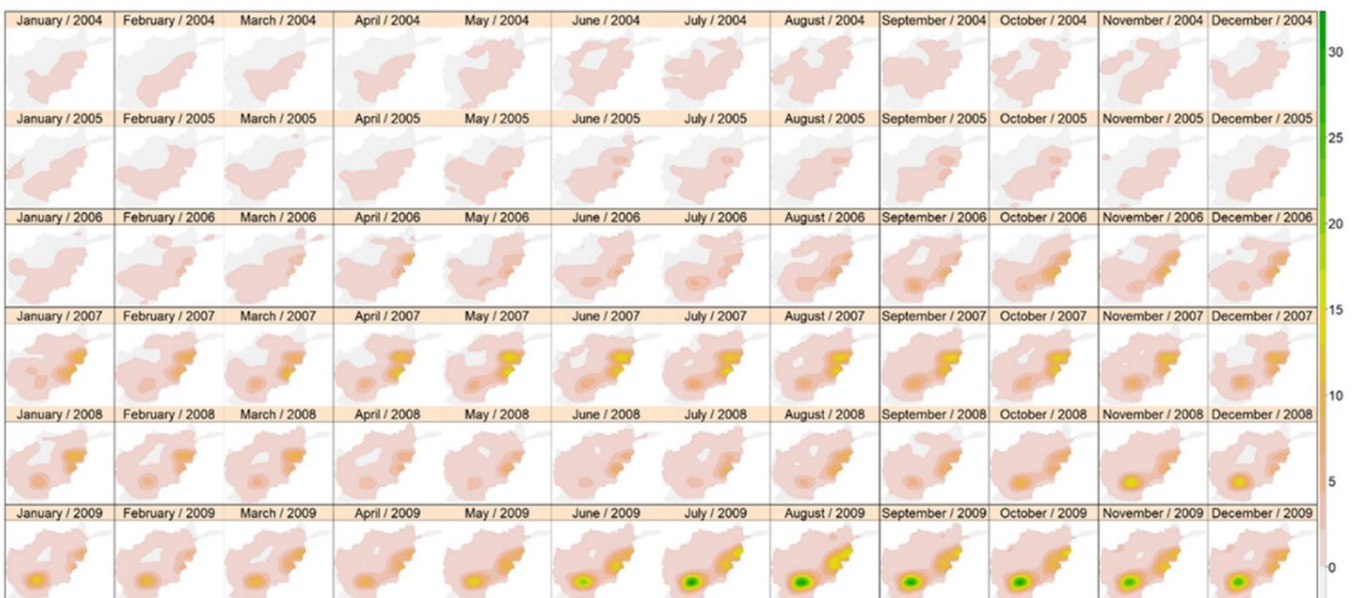 January / 2004 February / 2004 March / 2004 April / 2004 May / 2004 June / 2004 July / 2004 August / 2004 September / 2004 October / 2004 November / 2004 December / 2004
30
January / 2005 February / 2005 March / 2005 April / 2005 May / 2005 June / 2005 July / 2005 August / 2005 September / 2005 October / 2005 November / 2005 December / 2005
25
January / 2006 February / 2006 March / 2006 April / 2006 May / 2006 June / 2006 July / 2006 August / 2006 September / 2006 October / 2006 November / 2006 December / 2006
20
January / 2007 February / 2007 March / 2007 April / 2007 May / 2007 June / 2007 July / 2007 August / 2007 September / 2007 October / 2007 November / 2007 December / 2007
15
10
January / 2008 February / 2008 March / 2008 April / 2008 May / 2008 June / 2008 July / 2008 August / 2008 September / 2008 October / 2008 November / 2008 December / 2008
5
January / 2009 February / 2009 March / 2009 April / 2009 May / 2009 June / 2009 July / 2009 August / 2009 September / 2009 October / 2009 November / 2009 December / 2009
0